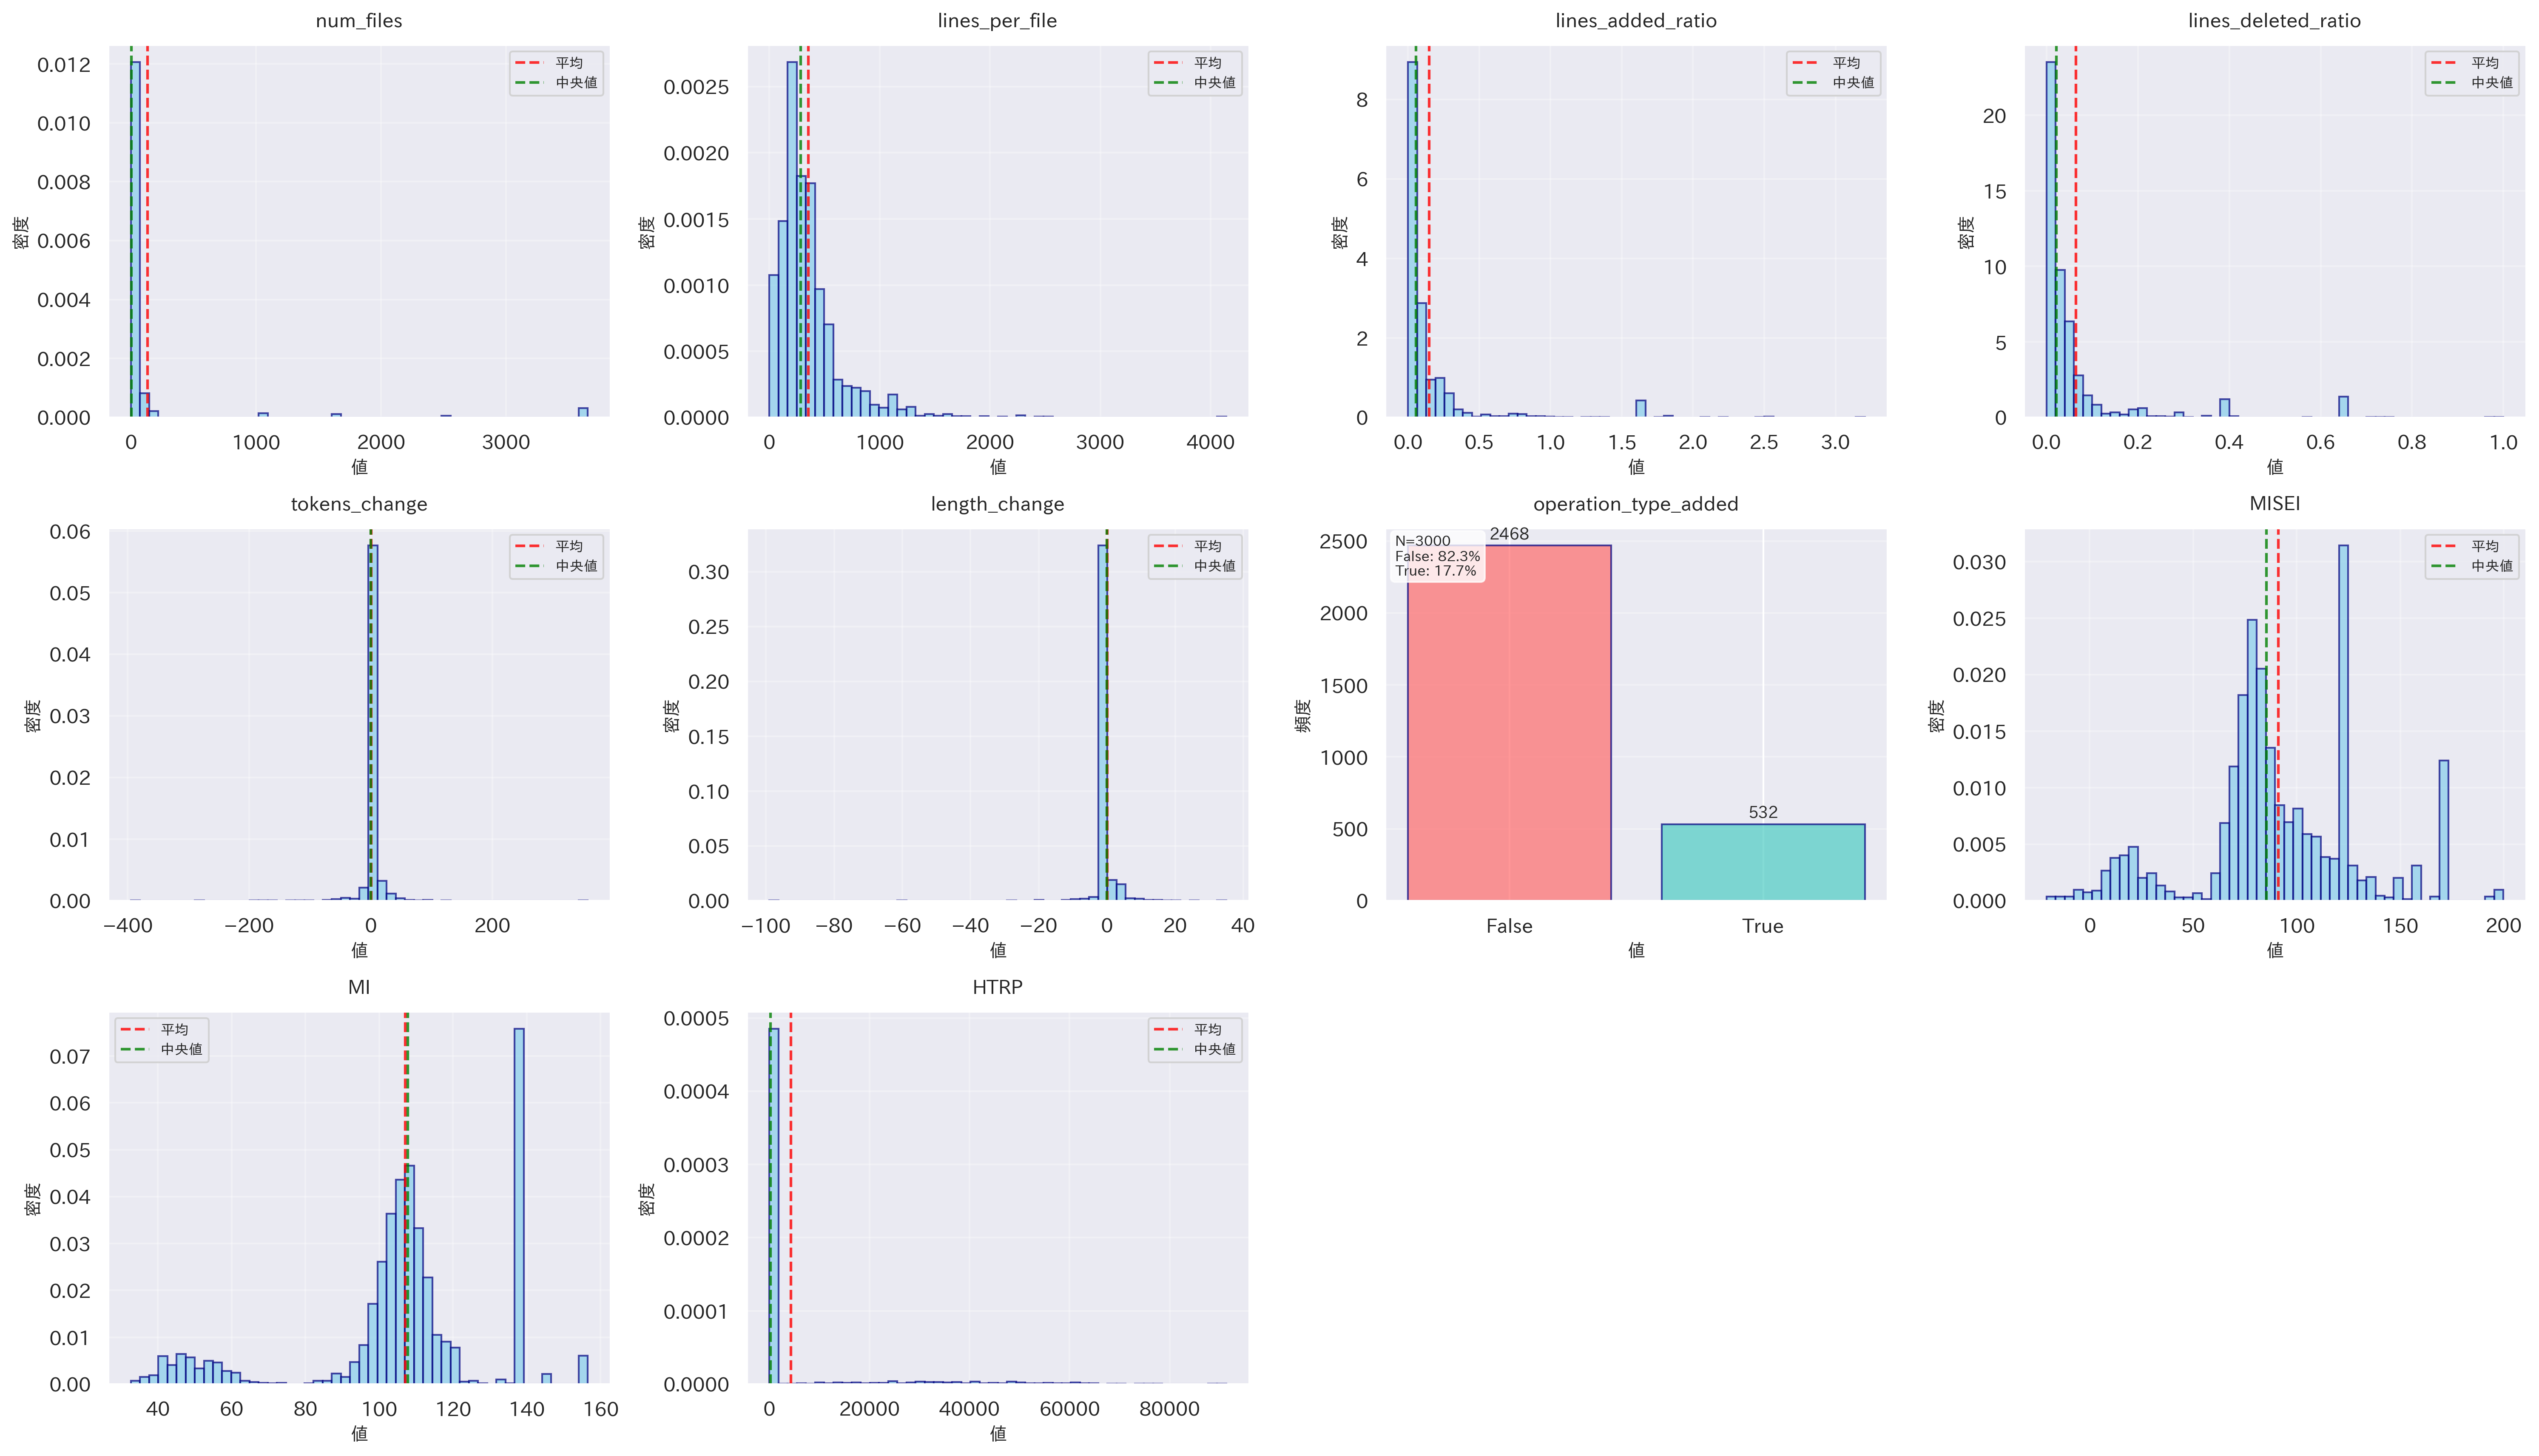 num_files
平均
中央値
密度
0.012
0.010
0.008
0.006
0.004
0.002
0.000
0 1000 2000 3000
値
lines_per_file
平均
中央値
密度
0.0025
0.0020
0.0015
0.0010
0.0005
0.0000
0 1000 2000 3000 4000
値
lines_added_ratio
平均
中央値
密度
8
6
4
2
0
0.0 0.5 1.0 1.5 2.0 2.5 3.0
値
lines_deleted_ratio
平均
中央値
密度
20
15
10
5
0
0.0 0.2 0.4 0.6 0.8 1.0
値
tokens_change
平均
中央値
密度
0.06
0.05
0.04
0.03
0.02
0.01
0.00
−400 −200 0 200
値
length_change
平均
中央値
密度
0.30
0.25
0.20
0.15
0.10
0.05
0.00
−100 −80 −60 −40 −20 0 20 40
値
operation_type_added
N=3000
False: 82.3%
True: 17.7%
2468
532
頻度
2500
2000
1500
1000
500
0
False True
値
MISEI
平均
中央値
密度
0.030
0.025
0.020
0.015
0.010
0.005
0.000
0 50 100 150 200
値
MI
平均
中央値
密度
0.07
0.06
0.05
0.04
0.03
0.02
0.01
0.00
40 60 80 100 120 140 160
値
HTRP
平均
中央値
密度
0.0005
0.0004
0.0003
0.0002
0.0001
0.0000
0 20000 40000 60000 80000
値